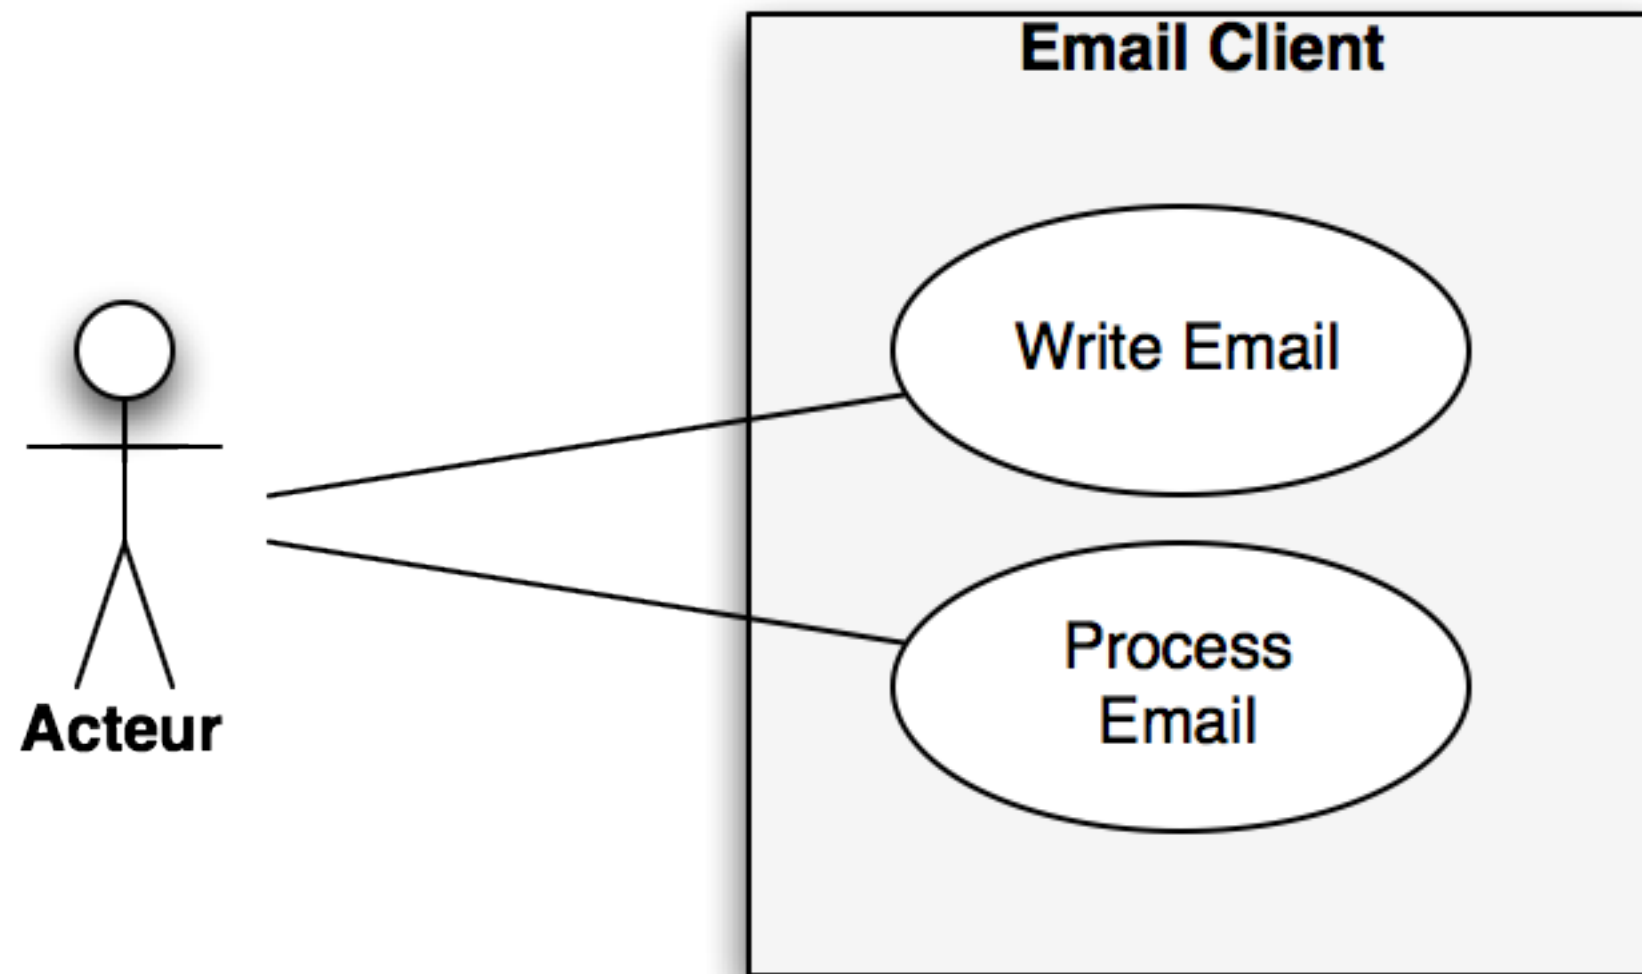 Email Client
Write Email
Process
Email
Acteur